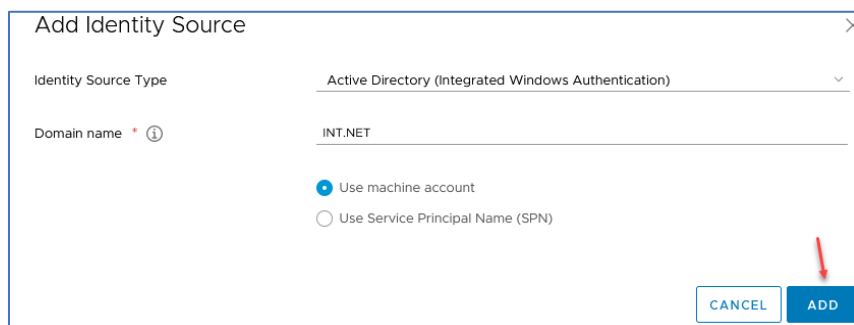 Add Identity Source
Identity Source Type
Active Directory (Integrated Windows Authentication)
Domain name *
INT.NET
Use machine account
Use Service Principal Name (SPN)
CANCEL
ADD